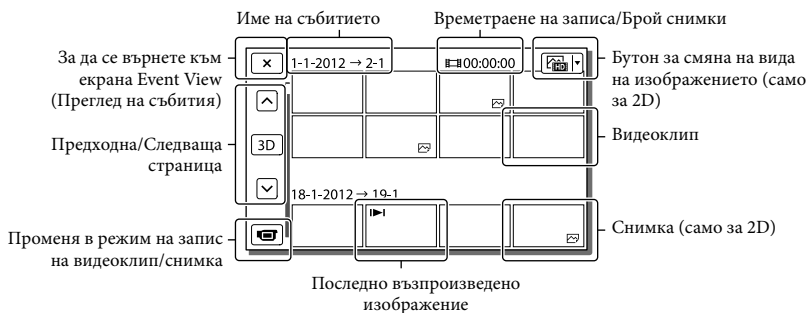 Име на събитието
Времетраене на записа/Брой снимки
За да се върнете към
екрана Event View
(Преглед на събития)
1-1-2012 → 2-1
00:00:00
HD
Бутон за смяна на вида
на изображението (само
за 2D)
Предходна/Следваща
страница
3D
Видеоклип
18-1-2012 → 19-1
Променя в режим на запис
на видеоклип/снимка
Снимка (само за 2D)
Последно възпроизведено
изображение